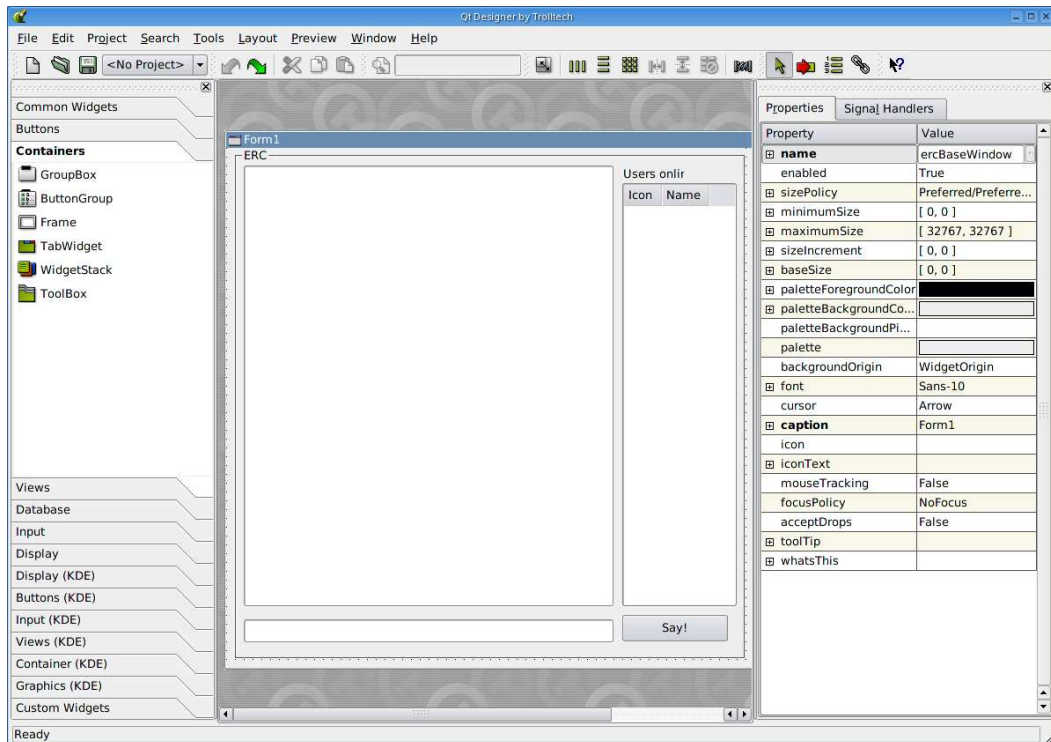 Qt Designer by Trolltech
File Edit Project Search Tools Layout Preview Window Help
<No Project>
Common Widgets
Buttons
Containers
GroupBox
ButtonGroup
Frame
TabWidget
WidgetStack
ToolBox
Views
Database
Input
Display
Display (KDE)
Buttons (KDE)
Input (KDE)
Views (KDE)
Container (KDE)
Graphics (KDE)
Custom Widgets
Form1
ERC
Users onlir
Icon Name
Say!
Properties Signal Handlers
Property Value
name ercBaseWindow
enabled True
sizePolicy Preferred/Preferre...
minimumSize [ 0, 0 ]
maximumSize [ 32767, 32767 ]
sizeIncrement [ 0, 0 ]
baseSize [ 0, 0 ]
paletteForegroundColor
paletteBackgroundCo...
paletteBackgroundPi...
palette
backgroundOrigin WidgetOrigin
font Sans-10
cursor Arrow
caption Form1
icon
iconText
mouseTracking False
focusPolicy NoFocus
acceptDrops False
toolTip
whatsThis
Ready